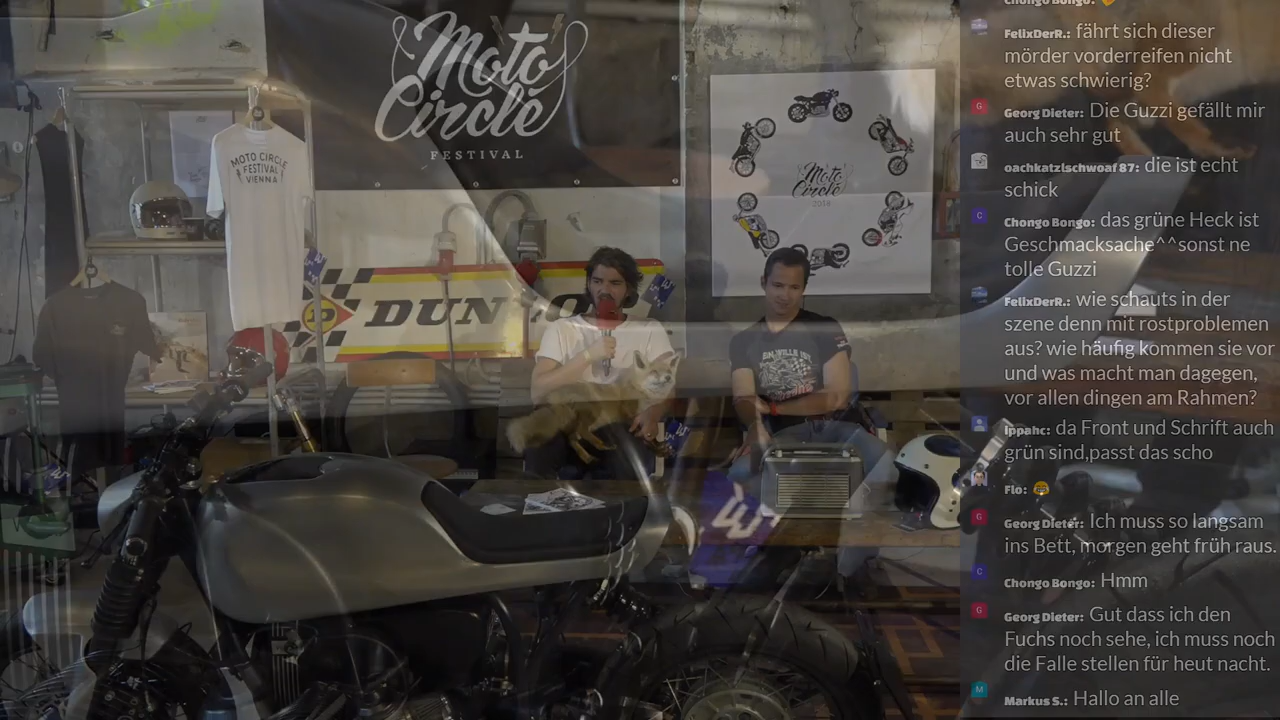 Moto
Circle
FESTIVAL
MOTO CIRCLE
FESTIVAL
VIENNA
Moto
Circle
2019
D
DUNLO
Chongo Bongo:
FelixDerR.: fährt sich dieser
mörder vorderreifen nicht
etwas schwierig?
G Georg Dieter: Die Guzzi gefällt mir
auch sehr gut
oachkatzlschwoaf87: die ist echt
schick
C Chongo Bongo: das grüne Heck ist
Geschmacksache^^sonst ne
tolle Guzzi
FelixDerR.: wie schauts in der
szene denn mit rostproblemen
aus? wie häufig kommen sie vor
und was macht man dagegen,
vor allen dingen am Rahmen?
ippahc: da Front und Schrift auch
grün sind,passt das scho
Flo:
G Georg Dieter: Ich muss so langsam
ins Bett, morgen geht früh raus.
C Chongo Bongo: Hmm
G Georg Dieter: Gut dass ich den
Fuchs noch sehe, ich muss noch
die Falle stellen für heut nacht.
M Markus S.: Hallo an alle